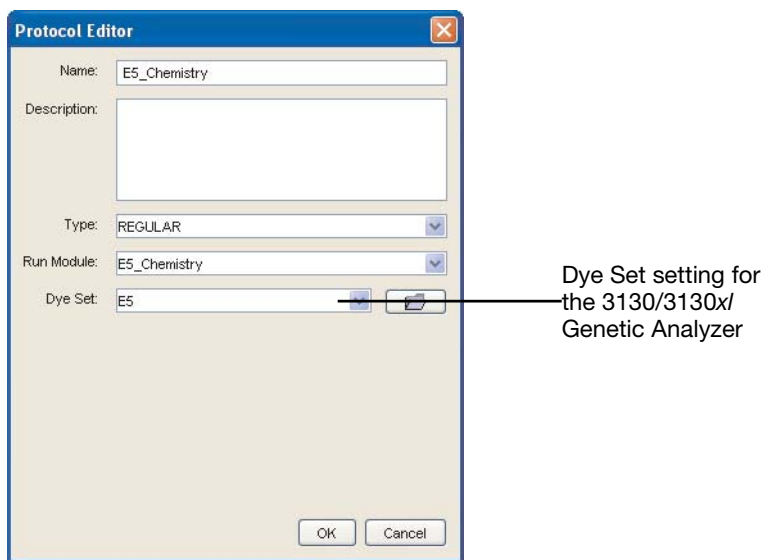 Protocol Editor
Name: E5_Chemistry
Description:
Type: REGULAR
Run Module: E5_Chemistry
Dye Set: E5
Dye Set setting for
the 3130/3130xl
Genetic Analyzer
OK Cancel